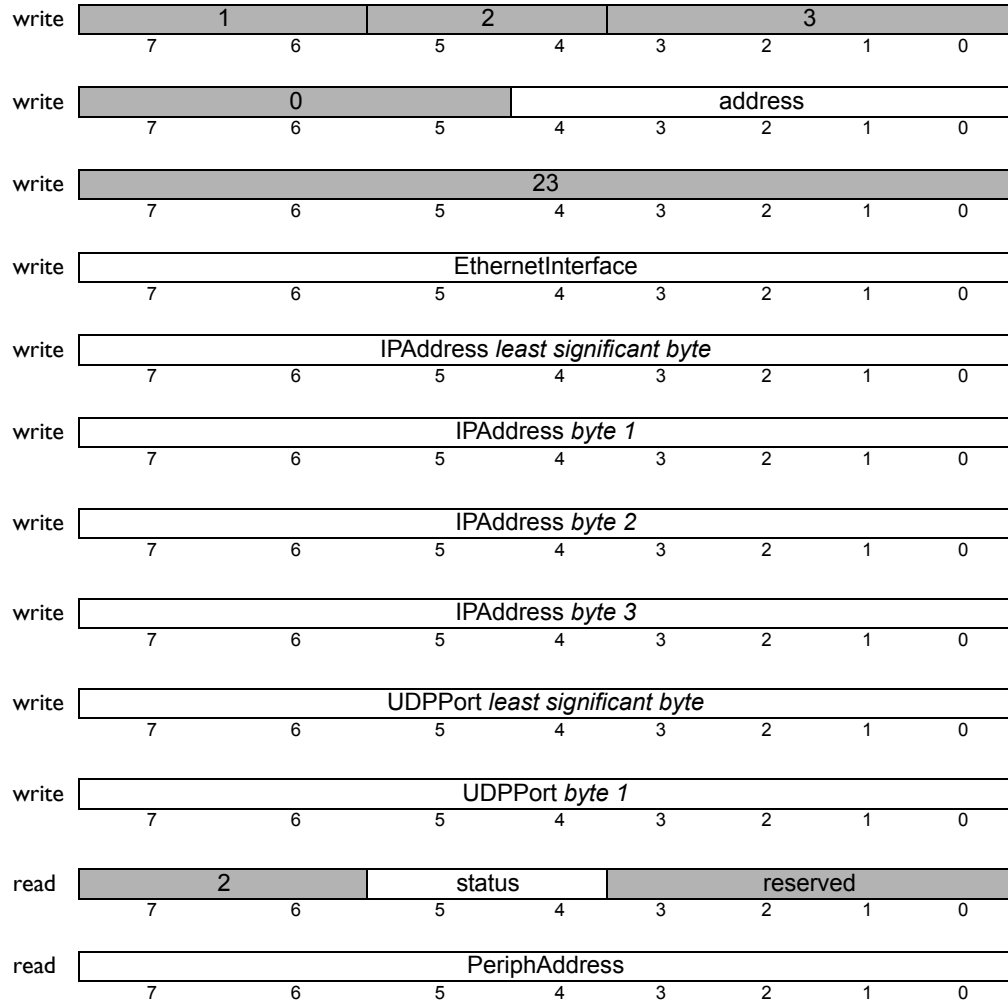 write 1 2 3
7 6 5 4 3 2 1 0
write 0 address
7 6 5 4 3 2 1 0
write 23
7 6 5 4 3 2 1 0
write EthernetInterface
7 6 5 4 3 2 1 0
write IPAddress least significant byte
7 6 5 4 3 2 1 0
write IPAddress byte 1
7 6 5 4 3 2 1 0
write IPAddress byte 2
7 6 5 4 3 2 1 0
write IPAddress byte 3
7 6 5 4 3 2 1 0
write UDPPort least significant byte
7 6 5 4 3 2 1 0
write UDPPort byte 1
7 6 5 4 3 2 1 0
read 2 status reserved
7 6 5 4 3 2 1 0
read PeriphAddress
7 6 5 4 3 2 1 0